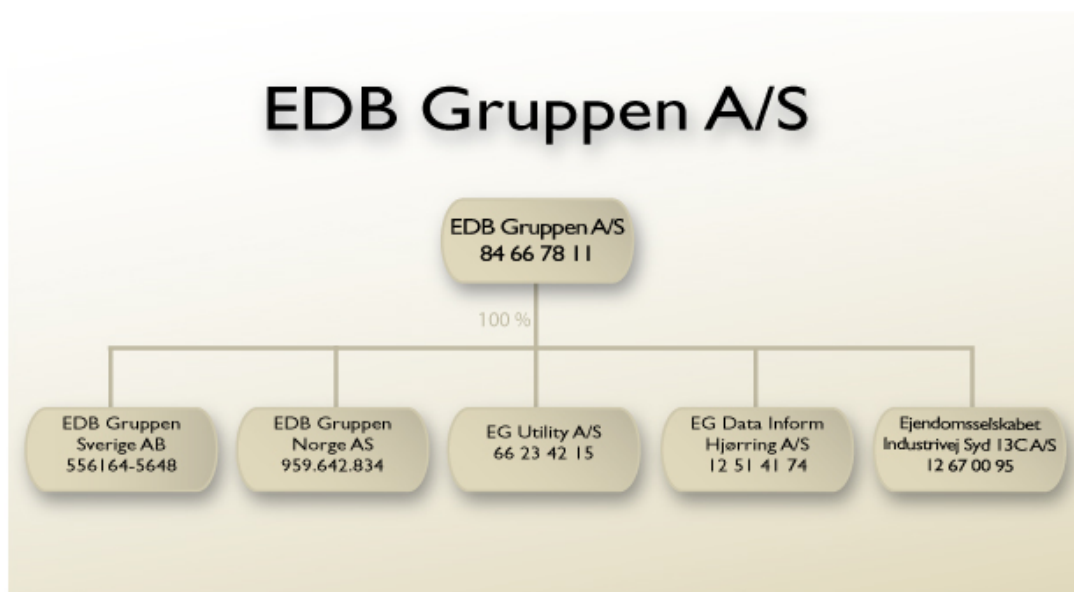 EDB Gruppen A/S
EDB Gruppen A/S
84 66 78 11
100 %
EDB Gruppen
Sverige AB
556164-5648
EDB Gruppen
Norge AS
959.642.834
EG Utility A/S
66 23 42 15
EG Data Inform
Hjørring A/S
12 51 41 74
Ejendomsselskabet
Industrivej Syd 13C A/S
12 67 00 95